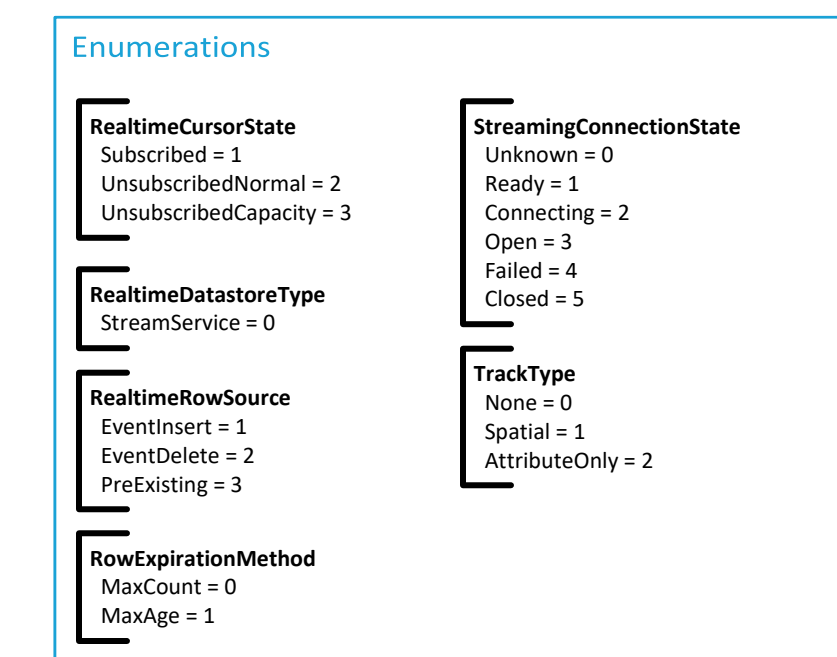 Enumerations
RealtimeCursorState
Subscribed = 1
UnsubscribedNormal = 2
UnsubscribedCapacity = 3
RealtimeDatastoreType
StreamService = 0
RealtimeRowSource
EventInsert = 1
EventDelete = 2
PreExisting = 3
RowExpirationMethod
MaxCount = 0
MaxAge = 1
StreamingConnectionState
Unknown = 0
Ready = 1
Connecting = 2
Open = 3
Failed = 4
Closed = 5
TrackType
None = 0
Spatial = 1
AttributeOnly = 2